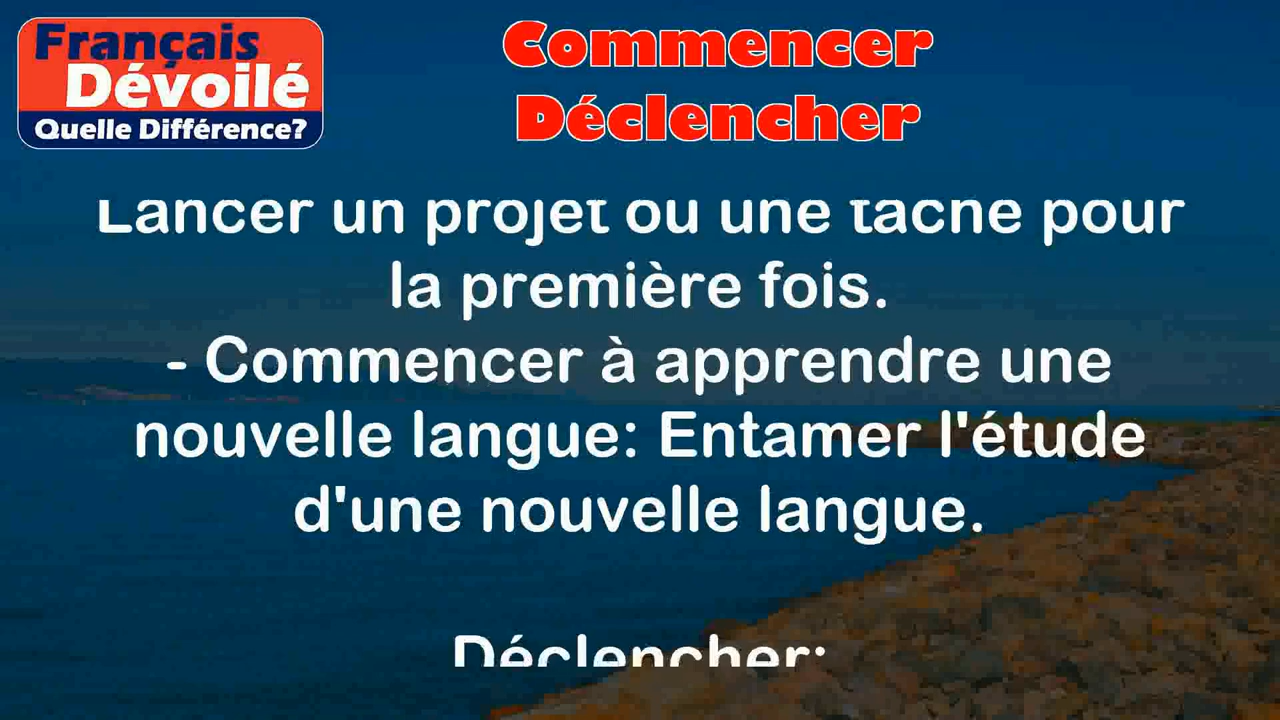 Français
Dévoilé
Quelle Différence?
Commencer
Déclencher
Lancer un projet ou une tâche pour
la première fois.
- Commencer à apprendre une
nouvelle langue: Entamer l'étude
d'une nouvelle langue.
Déclencher: